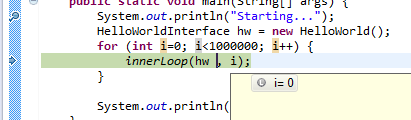 public static void main(String[] args) {
System.out.println("Starting...");
HelloWorldInterface hw = new HelloWorld();
for (int i=0; i<1000000; i++) {
innerLoop(hw , i);
}
i= 0
System.out.println(